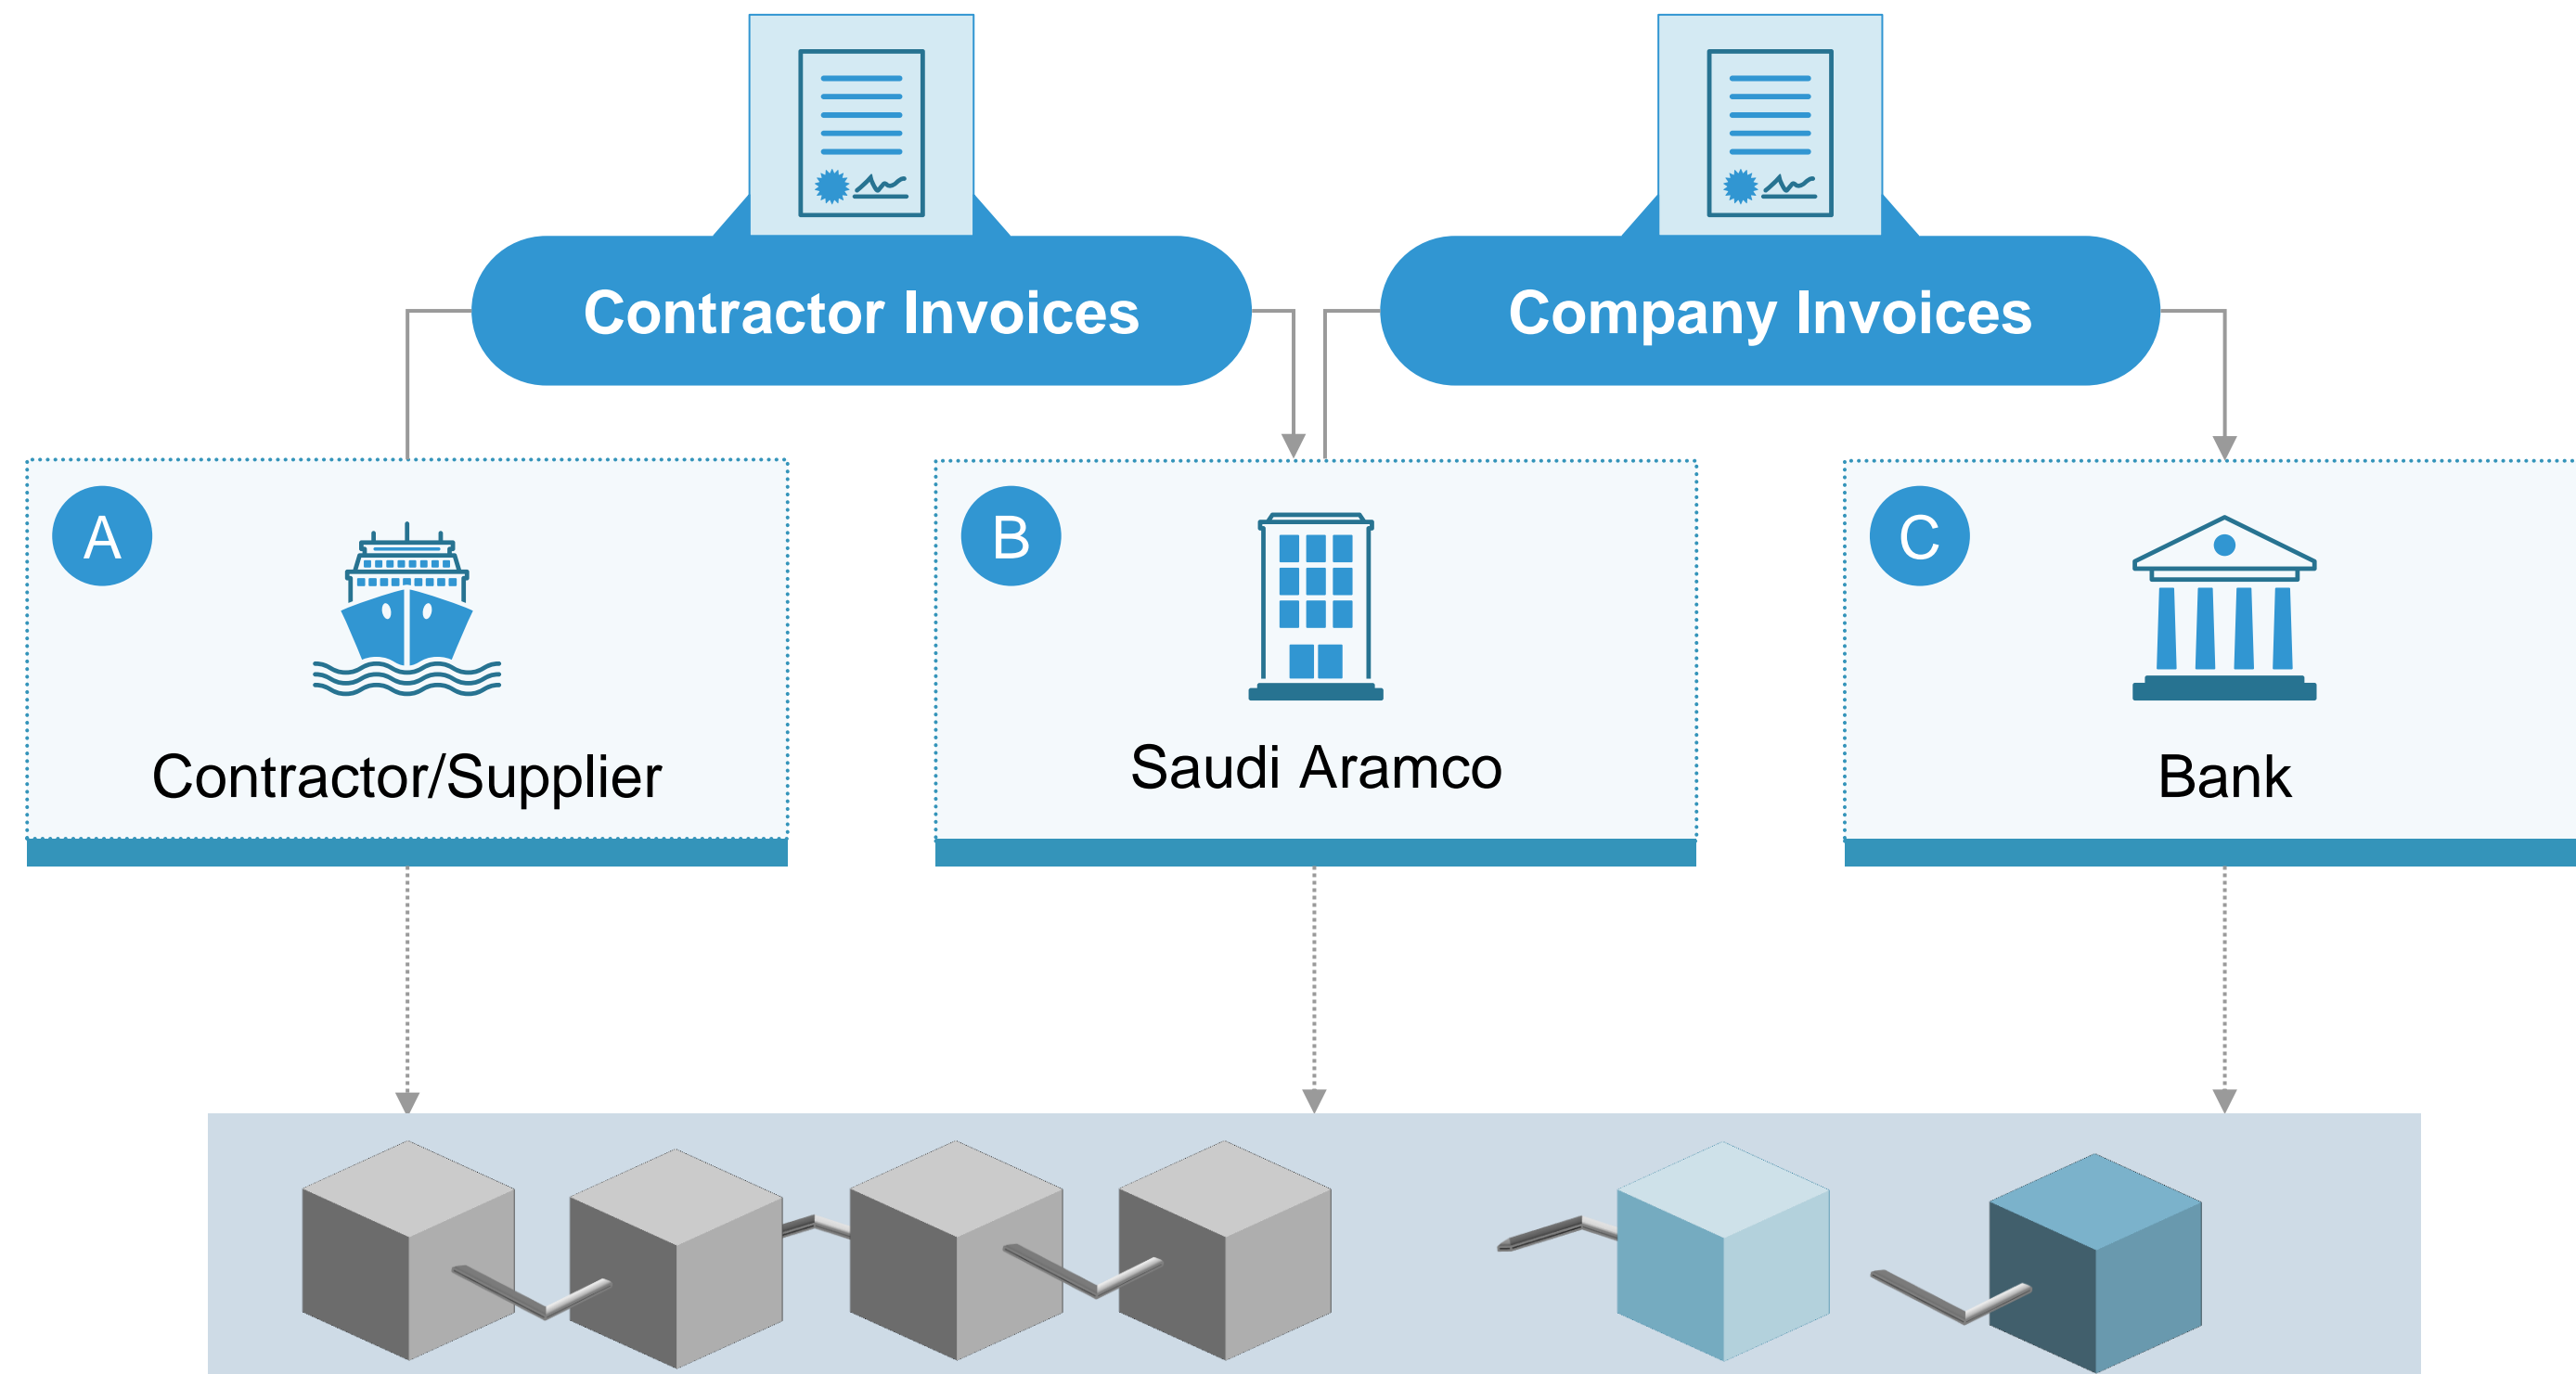 Contractor Invoices
Company Invoices
A
Contractor/Supplier
B
Saudi Aramco
C
Bank